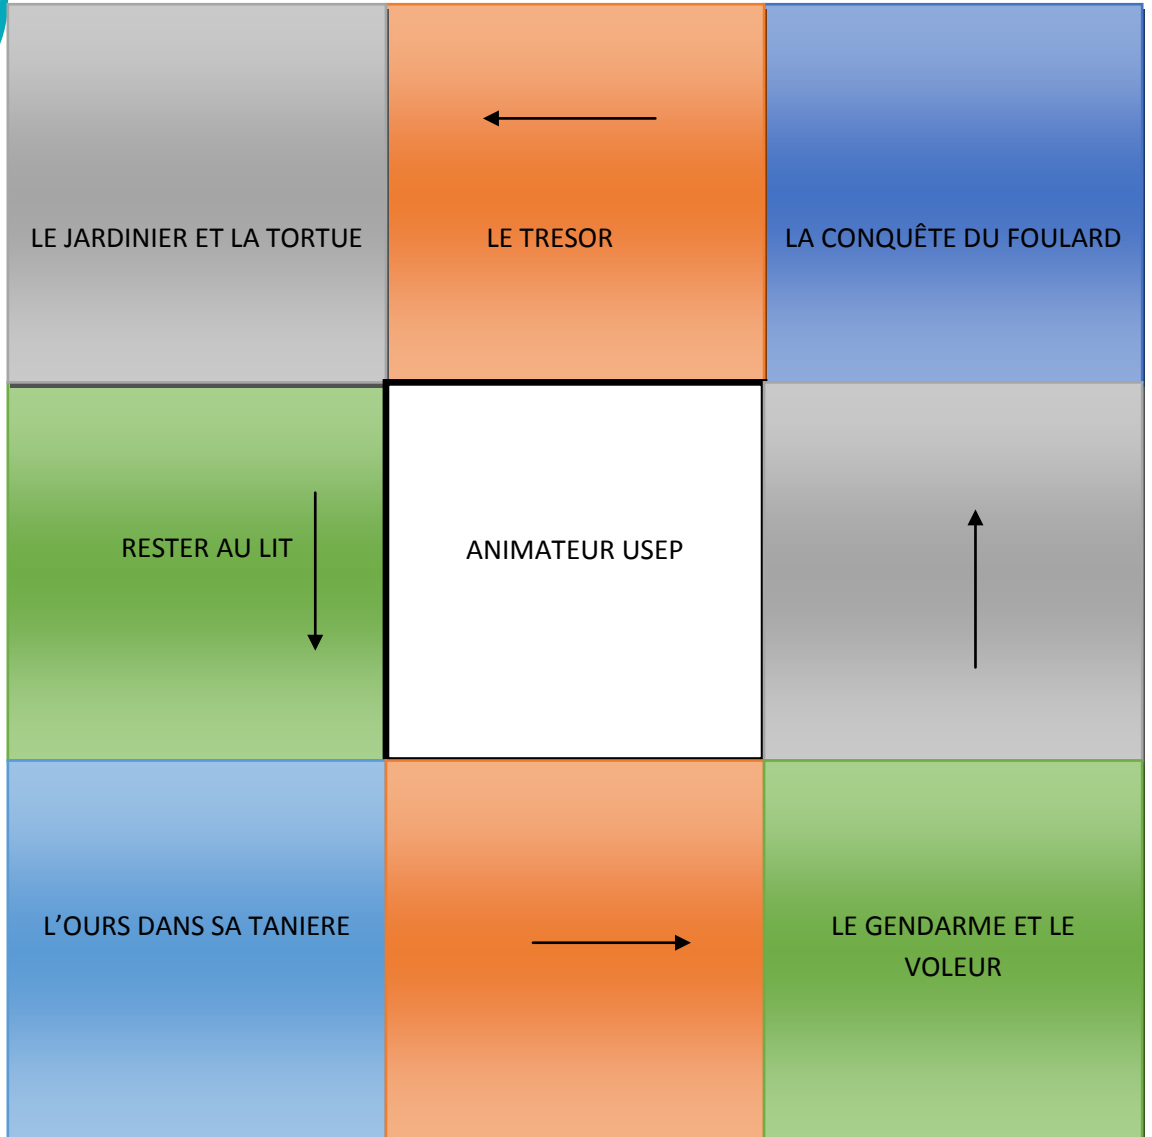 LE JARDINIER ET LA TORTUE
LE TRESOR
LA CONQUÊTE DU FOULARD
RESTER AU LIT
ANIMATEUR USEP
L’OURS DANS SA TANIERE
LE GENDARME ET LE
VOLEUR